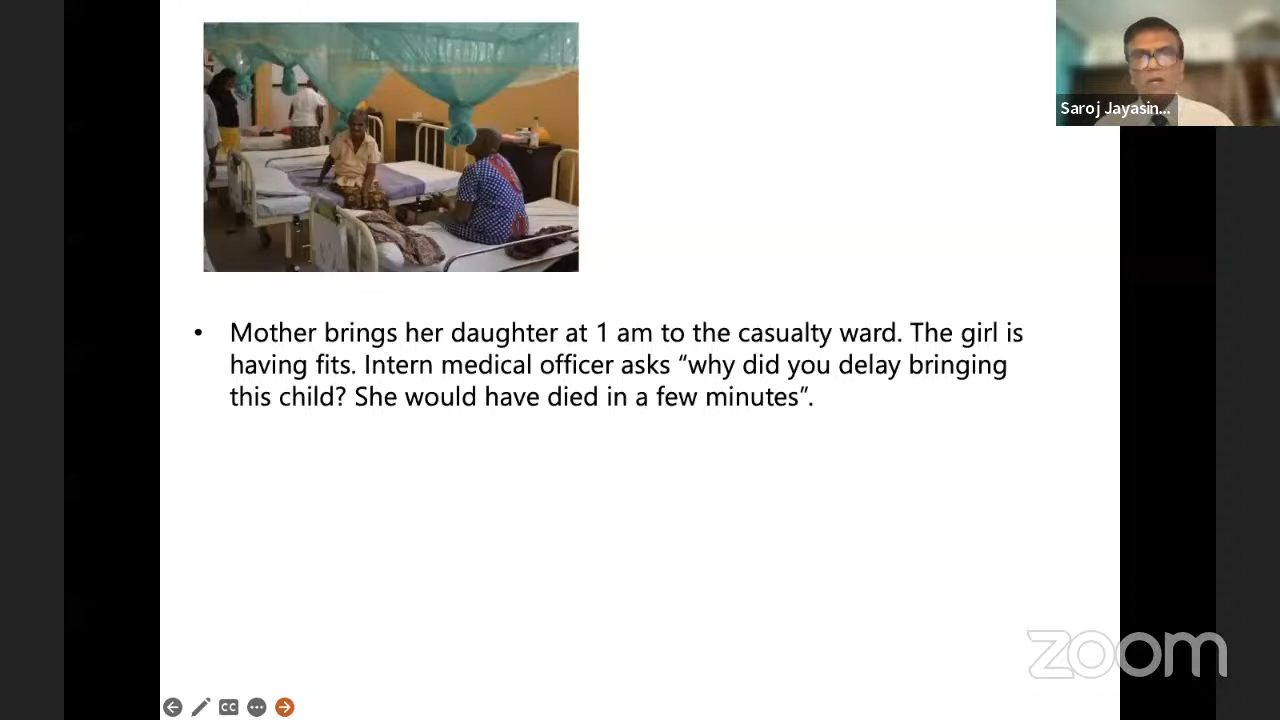 Saroj Jayasin...
• Mother brings her daughter at 1 am to the casualty ward. The girl is
having fits. Intern medical officer asks “why did you delay bringing
this child? She would have died in a few minutes”.
zoom
CC